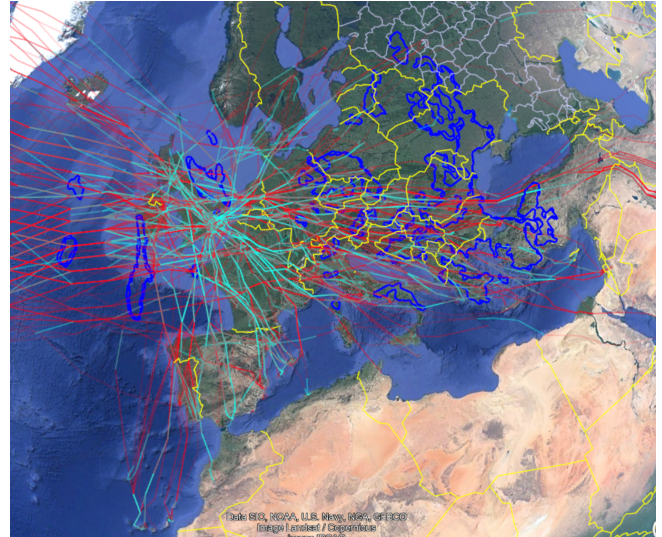 Data SIO, NOAA, U.S. Navy, NGA, GEBCO
Image Landsat / Copernicus